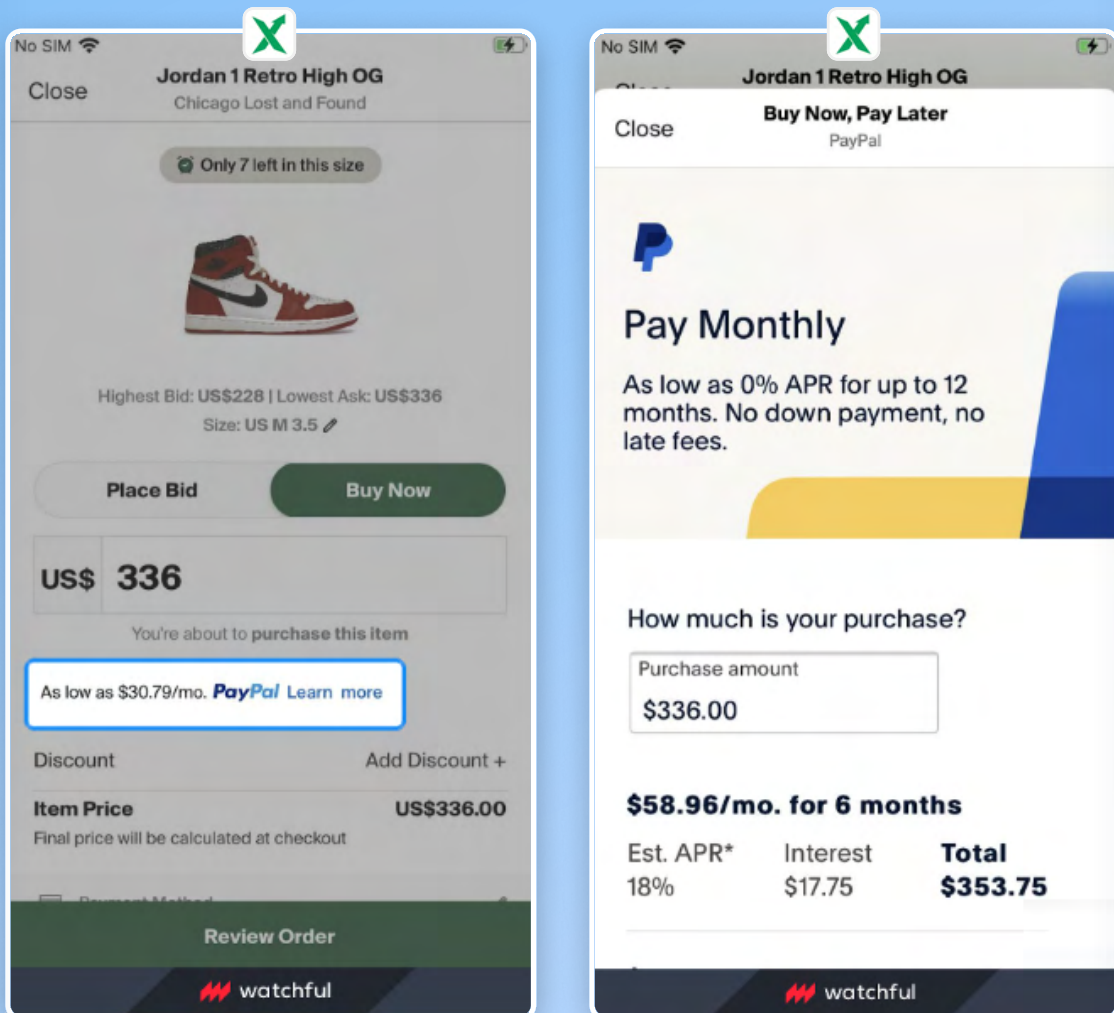 No SIM
Jordan 1 Retro High OG
Close
Chicago Lost and Found
Only 7 left in this size
Highest Bid: US$228 | Lowest Ask: US$336
Size: US M 3.5
Place Bid
Buy Now
US$ 336
You're about to purchase this item
As low as $30.79/mo. PayPal Learn more
Discount
Add Discount +
Item Price
US$336.00
Final price will be calculated at checkout
Payment Method
Review Order
watchful
No SIM
Jordan 1 Retro High OG
Buy Now, Pay Later
Close
PayPal
Pay Monthly
As low as 0% APR for up to 12
months. No down payment, no
late fees.
How much is your purchase?
Purchase amount
$336.00
$58.96/mo. for 6 months
Est. APR* Interest Total
18% $17.75 $353.75
watchful